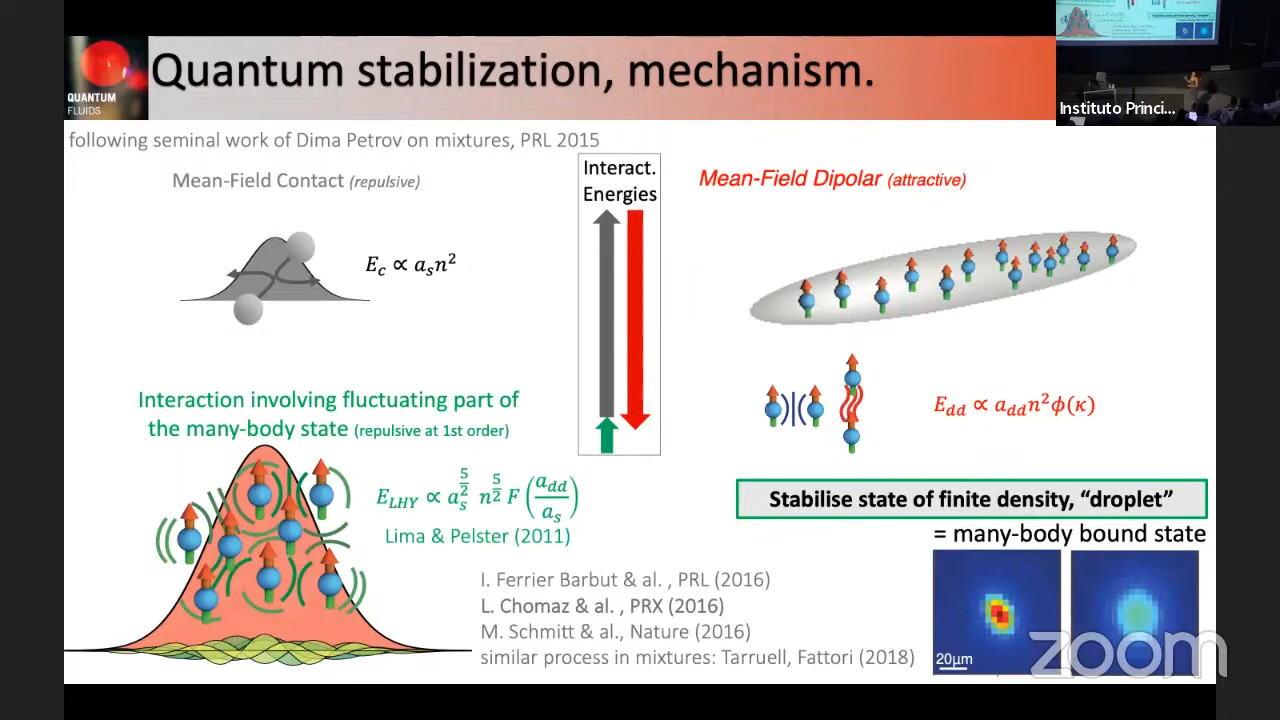 QUANTUM
FLUIDS
Quantum stabilization, mechanism.
Instituto Princi...
following seminal work of Dima Petrov on mixtures, PRL 2015
Mean-Field Contact (repulsive)
E_c ∝ a_s n^2
Interact.
Energies
Mean-Field Dipolar (attractive)
E_dd ∝ a_dd n^2 ϕ(κ)
Interaction involving fluctuating part of
the many-body state (repulsive at 1st order)
E_LHY ∝ a_s^{5/2} n^{5/2} F(a_dd/a_s)
Lima & Pelster (2011)
Stabilise state of finite density, “droplet”
= many-body bound state
I. Ferrier Barbut & al. , PRL (2016)
L. Chomaz & al. , PRX (2016)
M. Schmitt & al., Nature (2016)
similar process in mixtures: Tarruell, Fattori (2018)
20µm
zoom